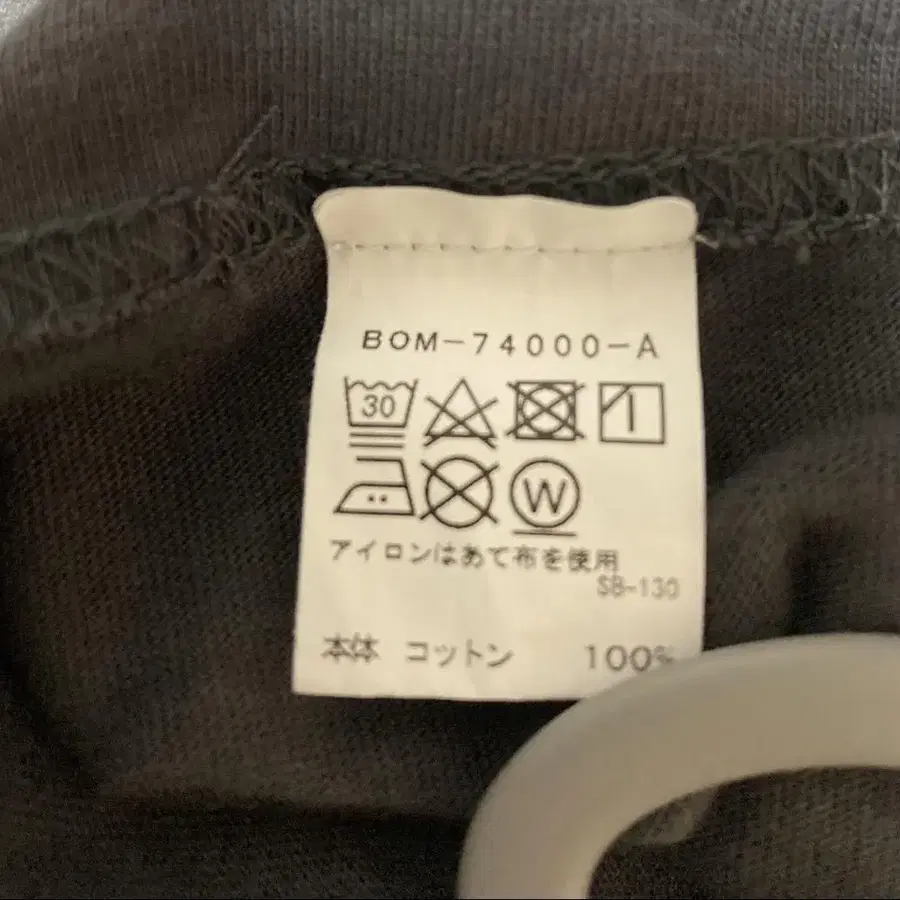 BOM-74000-A
30
W
アイロンはあて布を使用
SB-130
本体 コットン 100%